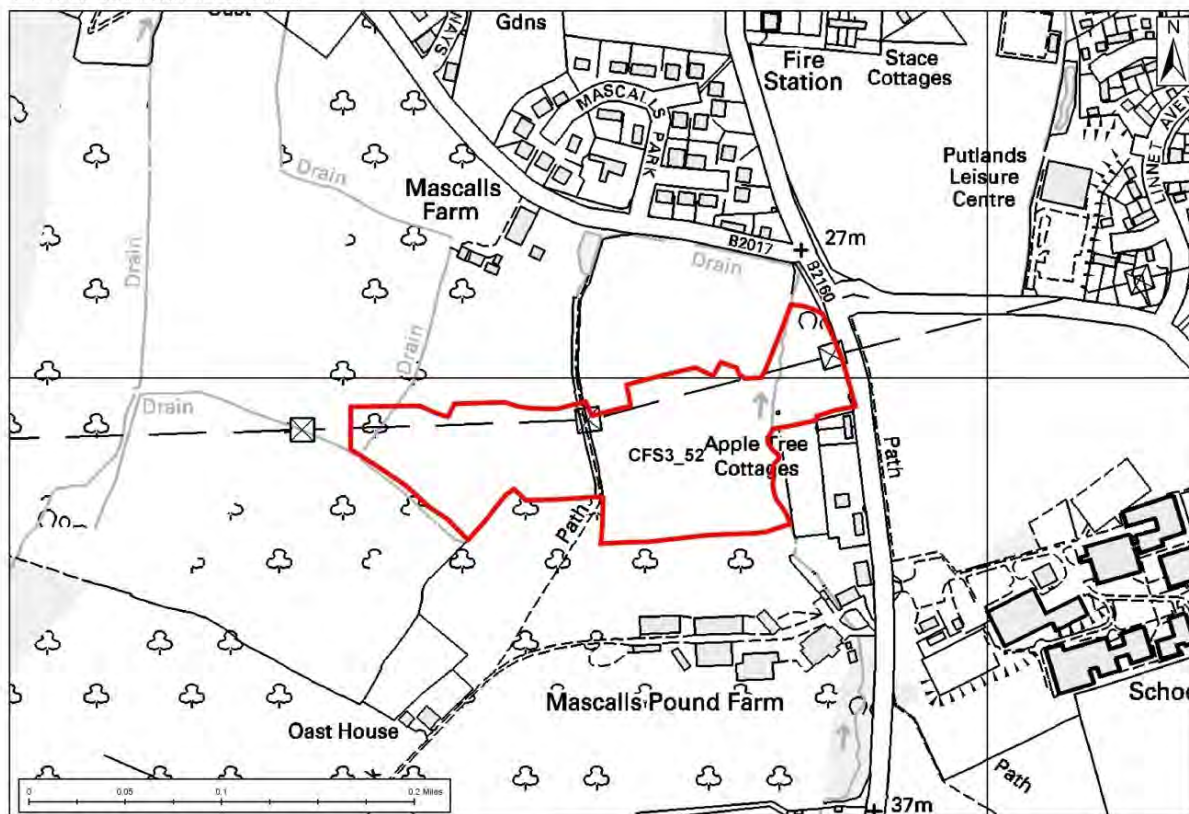 Gdns
Fire
Station
Stace
Cottages
N
MASCALLS
PARK
Putlands
Leisure
Centre
LINNET
AVE
Drain
Drain
Mascalls
Farm
B2017
27m
B2160
Drain
Drain
Drain
CFS3_52
Apple Tree
Cottages
Path
Path
Mascalls Pound Farm
Oast House
Path
37m
0 0.05 0.1 0.2 Miles